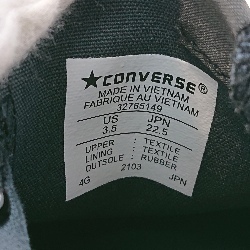 ★CONVERSE®
MADE IN VIETNAM
FABRIQUE AU VIETNAM
32765149
US JPN
3.5 22.5
UPPER : TEXTILE
LINING : TEXTILE
OUTSOLE : RUBBER
2103
4G JPN